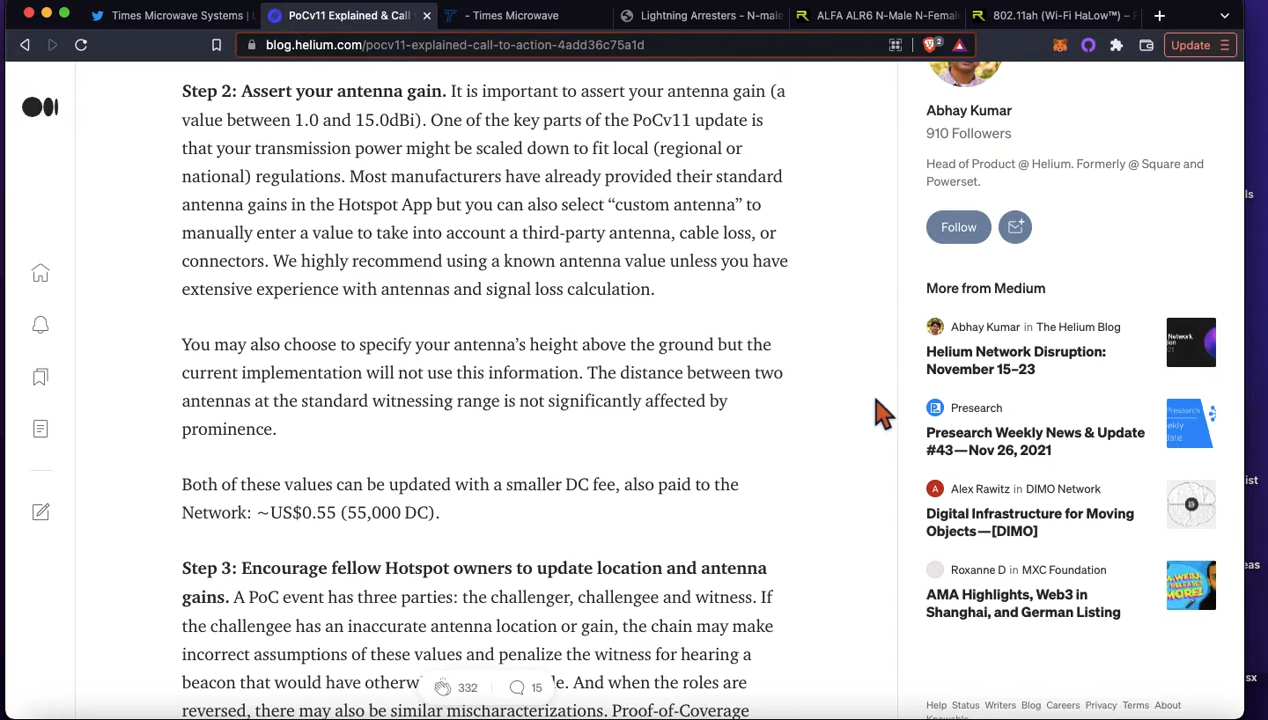 Times Microwave Systems |
PoCv11 Explained & Call
- Times Microwave
Lightning Arresters - N-male
ALFA ALR6 N-Male N-Fema
802.11ah (Wi-Fi HaLow™) –
blog.helium.com/pocv11-explained-call-to-action-4add36c75a1d
2
Update
Step 2: Assert your antenna gain. It is important to assert your antenna gain (a
value between 1.0 and 15.0dBi). One of the key parts of the PoCv11 update is
that your transmission power might be scaled down to fit local (regional or
national) regulations. Most manufacturers have already provided their standard
antenna gains in the Hotspot App but you can also select “custom antenna” to
manually enter a value to take into account a third-party antenna, cable loss, or
connectors. We highly recommend using a known antenna value unless you have
extensive experience with antennas and signal loss calculation.
You may also choose to specify your antenna’s height above the ground but the
current implementation will not use this information. The distance between two
antennas at the standard witnessing range is not significantly affected by
prominence.
Both of these values can be updated with a smaller DC fee, also paid to the
Network: ~US$0.55 (55,000 DC).
Step 3: Encourage fellow Hotspot owners to update location and antenna
gains. A PoC event has three parties: the challenger, challengee and witness. If
the challengee has an inaccurate antenna location or gain, the chain may make
incorrect assumptions of these values and penalize the witness for hearing a
beacon that would have otherw le. And when the roles are
332
15
reversed, there may also be similar mischaracterizations. Proof-of-Coverage
Abhay Kumar
910 Followers
Head of Product @ Helium. Formerly @ Square and
Powerset.
Follow
More from Medium
Abhay Kumar in The Helium Blog
Helium Network Disruption:
November 15–23
Presearch
Presearch Weekly News & Update
#43—Nov 26, 2021
A Alex Rawitz in DIMO Network
Digital Infrastructure for Moving
Objects—[DIMO]
Roxanne D in MXC Foundation
AMA Highlights, Web3 in
Shanghai, and German Listing
Help Status Writers Blog Careers Privacy Terms About
ls
ist
eas
sx